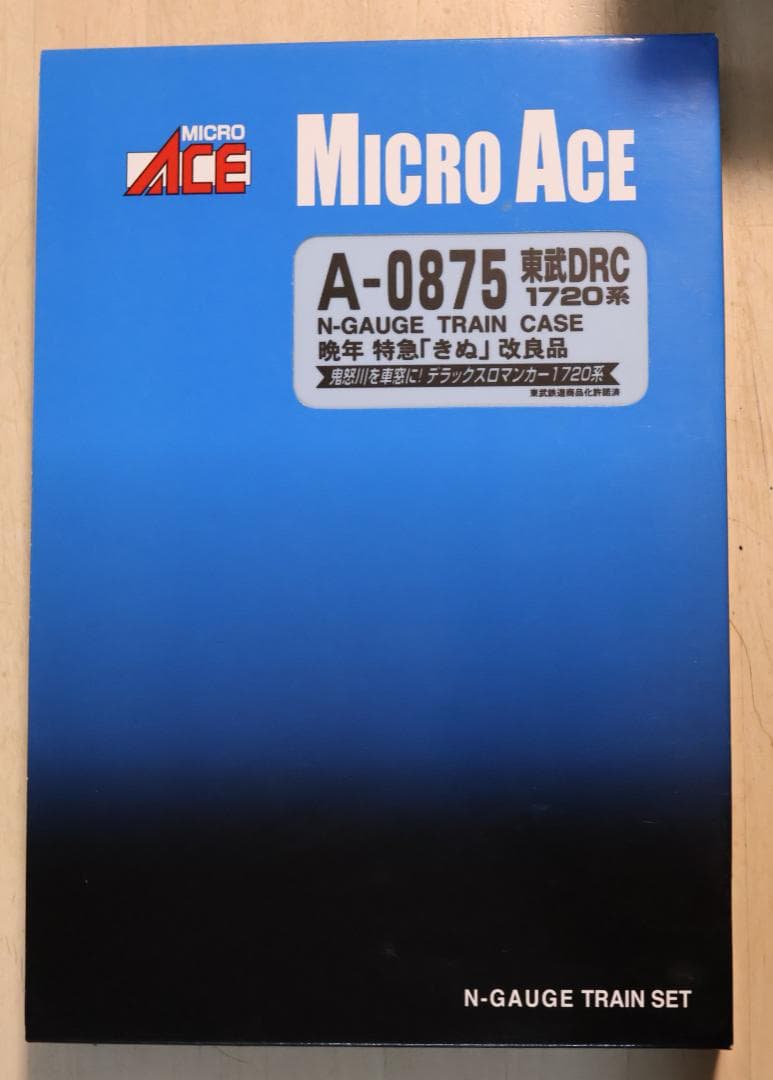 MICRO
ACE
MICRO ACE
A-0875 東武DRC
1720系
N-GAUGE TRAIN CASE
晩年 特急「きぬ」 改良品
鬼怒川を車窓に! デラックスロマンカー1720系
東武鉄道商品化許諾済
N-GAUGE TRAIN SET